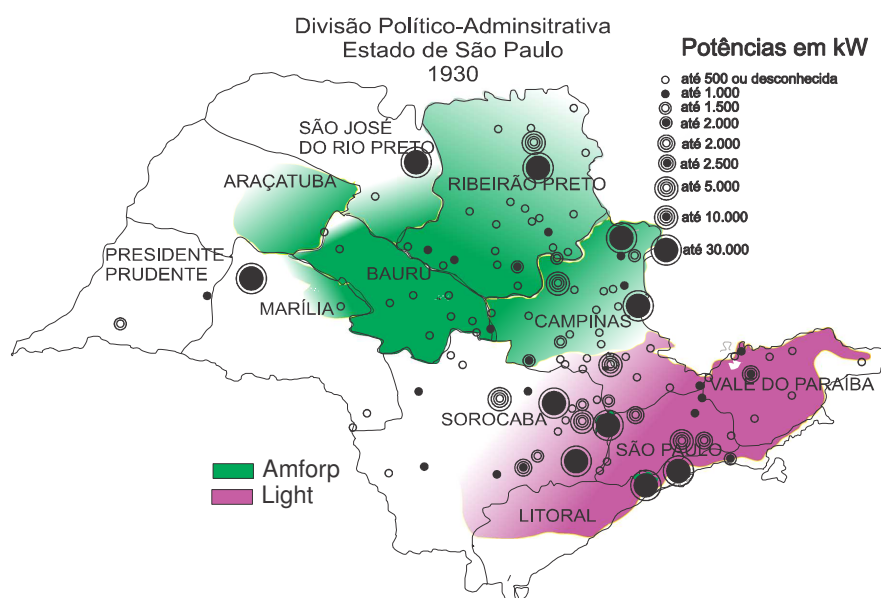 Divisão Político-Adminsitrativa
Estado de São Paulo
1930
Potências em kW
até 500 ou desconhecida
até 1.000
até 1.500
até 2.000
até 2.000
até 2.500
até 5.000
até 10.000
até 30.000
SÃO JOSÉ
DO RIO PRETO
ARAÇATUBA
RIBEIRÃO PRETO
PRESIDENTE
PRUDENTE
BAURU
MARÍLIA
CAMPINAS
VALE DO PARAÍBA
SOROCABA
SÃO PAULO
LITORAL
Amforp
Light